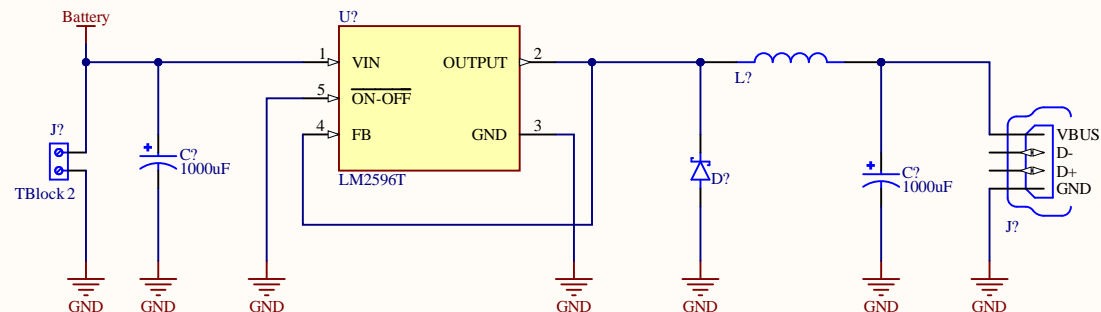 Battery
U?
1
VIN
OUTPUT
2
5
ON-OFF
4
FB
GND
3
LM2596T
J?
TBlock 2
C?
1000uF
L?
D?
C?
1000uF
VBUS
D-
D+
GND
J?
GND
GND
GND
GND
GND
GND
GND